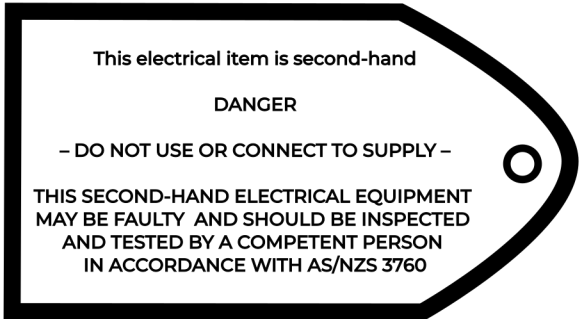 This electrical item is second-hand
DANGER
– DO NOT USE OR CONNECT TO SUPPLY –
THIS SECOND-HAND ELECTRICAL EQUIPMENT
MAY BE FAULTY AND SHOULD BE INSPECTED
AND TESTED BY A COMPETENT PERSON
IN ACCORDANCE WITH AS/NZS 3760